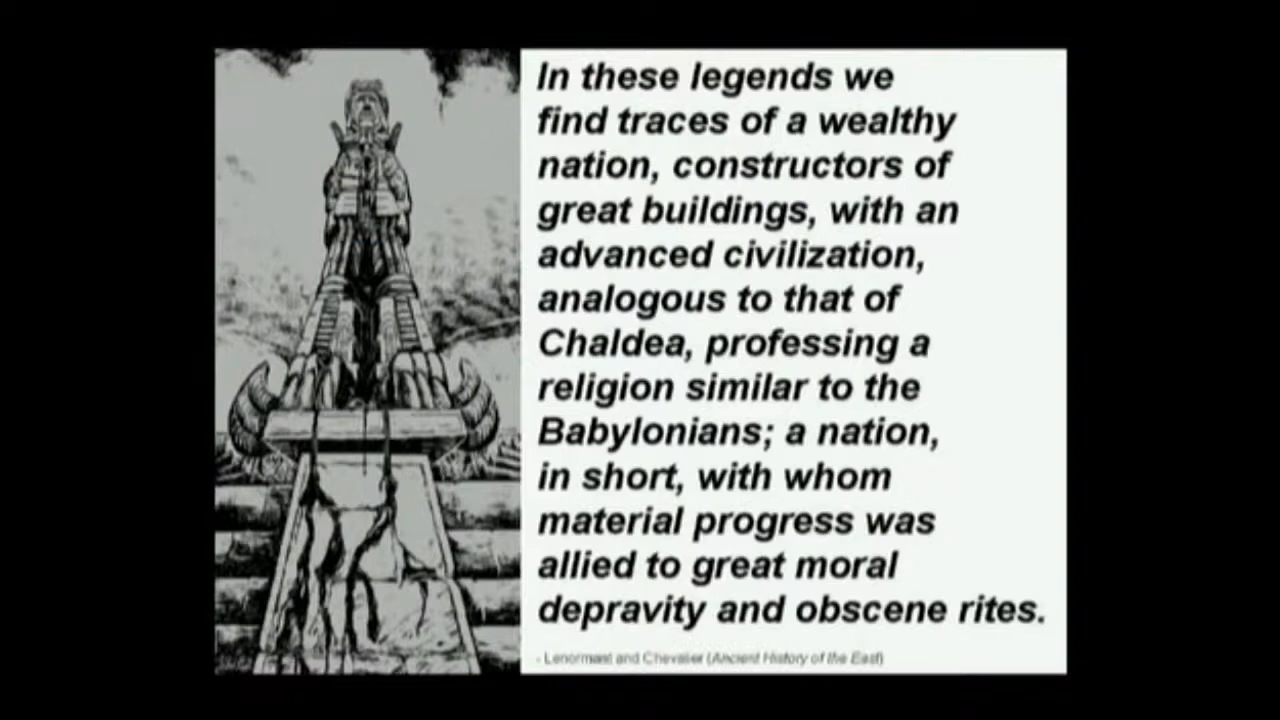 In these legends we
find traces of a wealthy
nation, constructors of
great buildings, with an
advanced civilization,
analogous to that of
Chaldea, professing a
religion similar to the
Babylonians; a nation,
in short, with whom
material progress was
allied to great moral
depravity and obscene rites.
- Lenormant and Chevalier (Ancient History of the East)